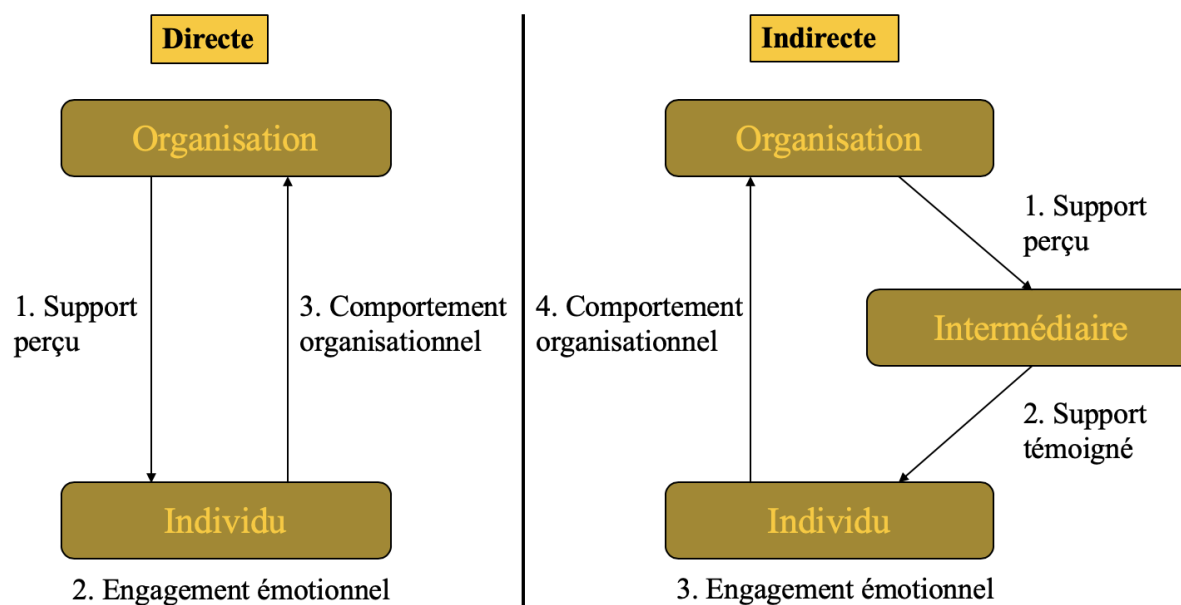 Directe
Organisation
1. Support
perçu
3. Comportement
organisationnel
Individu
2. Engagement émotionnel
Indirecte
Organisation
1. Support
perçu
4. Comportement
organisationnel
Intermédiaire
2. Support
témoigné
Individu
3. Engagement émotionnel